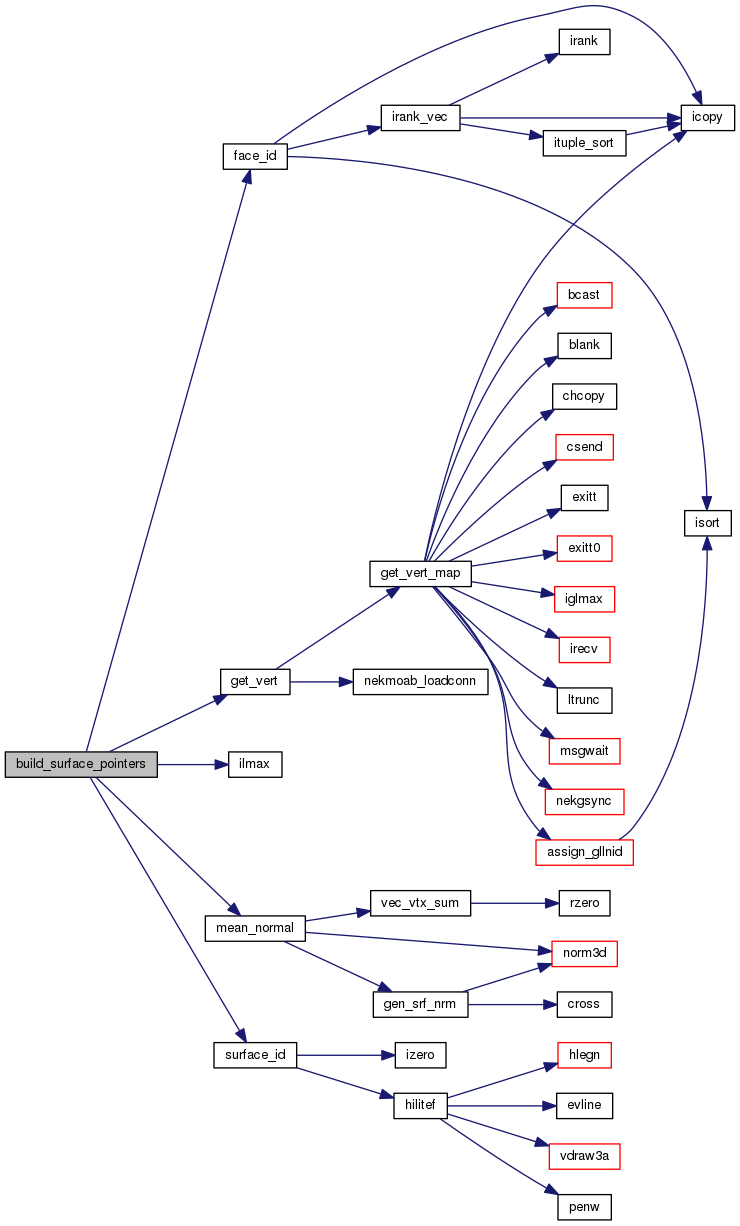 irank
irank_vec
icopy
ituple_sort
face_id
bcast
blank
chcopy
csend
exitt
isort
exitt0
get_vert_map
iglmax
irecv
get_vert
nekmoab_loadconn
ltrunc
msgwait
build_surface_pointers
ilmax
nekgsync
assign_gllnid
vec_vtx_sum
rzero
mean_normal
norm3d
gen_srf_nrm
cross
surface_id
izero
hlegn
hilitef
evline
vdraw3a
penw